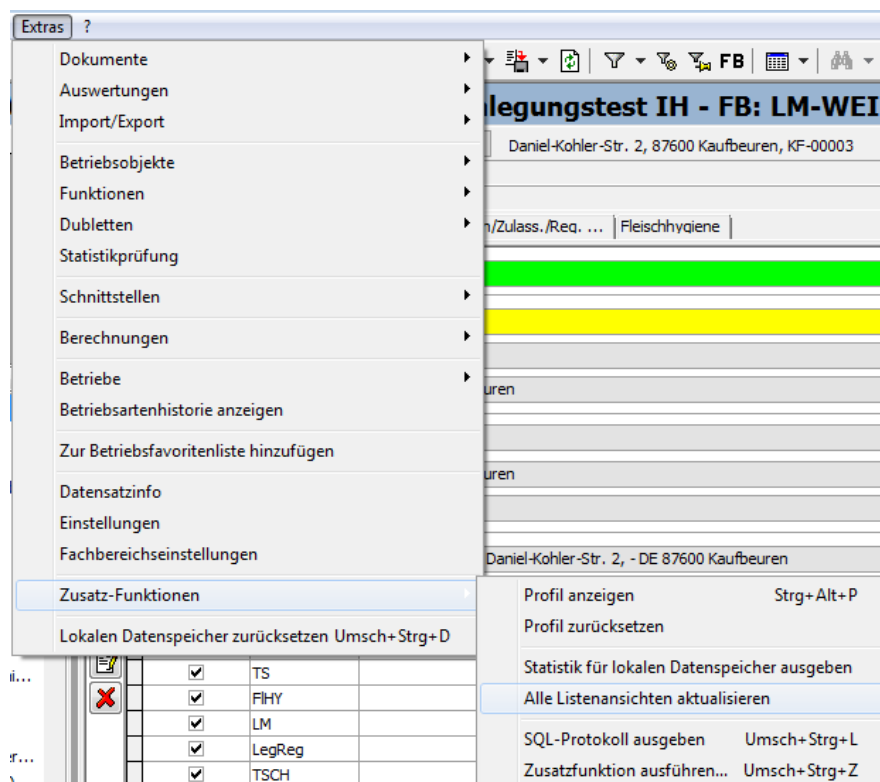 Extras ?
Dokumente
Auswertungen
Import/Export
Betriebsobjekte
Funktionen
Dubletten
Statistikprüfung
Schnittstellen
Berechnungen
Betriebe
Betriebsartenhistorie anzeigen
Zur Betriebsfavoritenliste hinzufügen
Datensatzinfo
Einstellungen
Fachbereichseinstellungen
Zusatz-Funktionen
Lokalen Datenspeicher zurücksetzen Umsch+Strg+D
FB
legungstest IH - FB: LM-WEI
Daniel-Kohler-Str. 2, 87600 Kaufbeuren, KF-00003
/Zulass./Reg. ... Fleischhygiene
uren
uren
Daniel-Kohler-Str. 2, - DE 87600 Kaufbeuren
Profil anzeigen Strg+Alt+P
Profil zurücksetzen
Statistik für lokalen Datenspeicher ausgeben
Alle Listenansichten aktualisieren
SQL-Protokoll ausgeben Umsch+Strg+L
Zusatzfunktion ausführen... Umsch+Strg+Z
TS
FlHY
LM
LegReg
TSCH